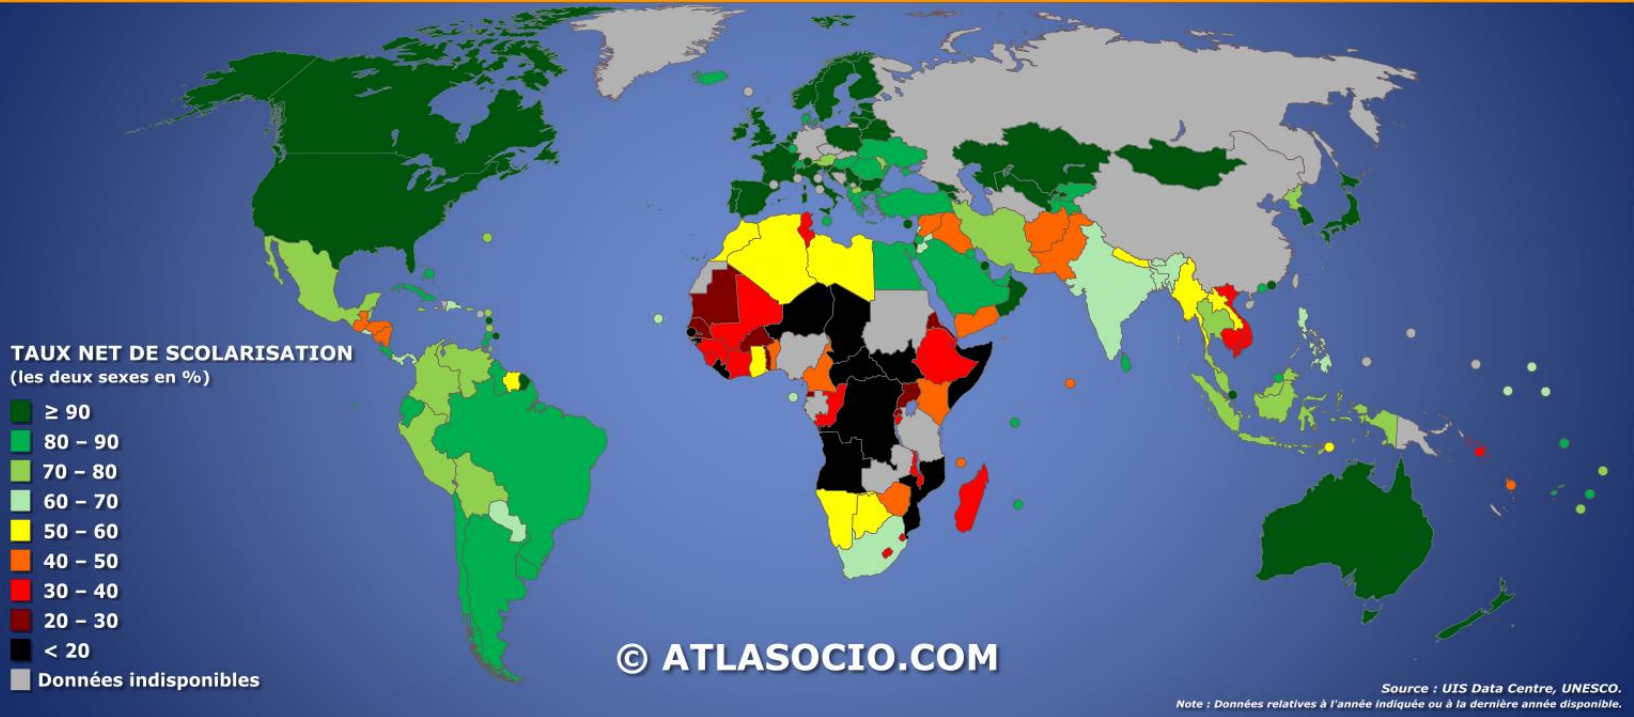 TAUX NET DE SCOLARISATION
(les deux sexes en %)
≥ 90
80 – 90
70 – 80
60 – 70
50 – 60
40 – 50
30 – 40
20 – 30
< 20
Données indisponibles
© ATLASOCIO.COM
Source : UIS Data Centre, UNESCO.
Note : Données relatives à l'année indiquée ou à la dernière année disponible.